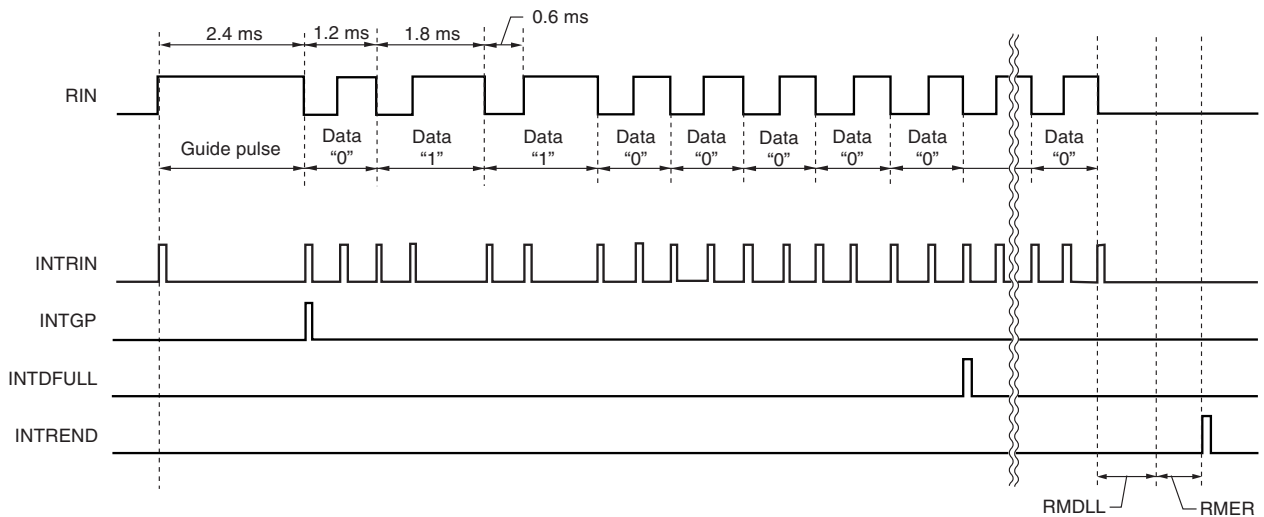 0.6 ms
2.4 ms 1.2 ms 1.8 ms
RIN
Guide pulse
Data “0”
Data “1”
Data “1”
Data “0”
Data “0”
Data “0”
Data “0”
Data “0”
Data “0”
INTRIN
INTGP
INTDFULL
INTREND
RMDLL RMER